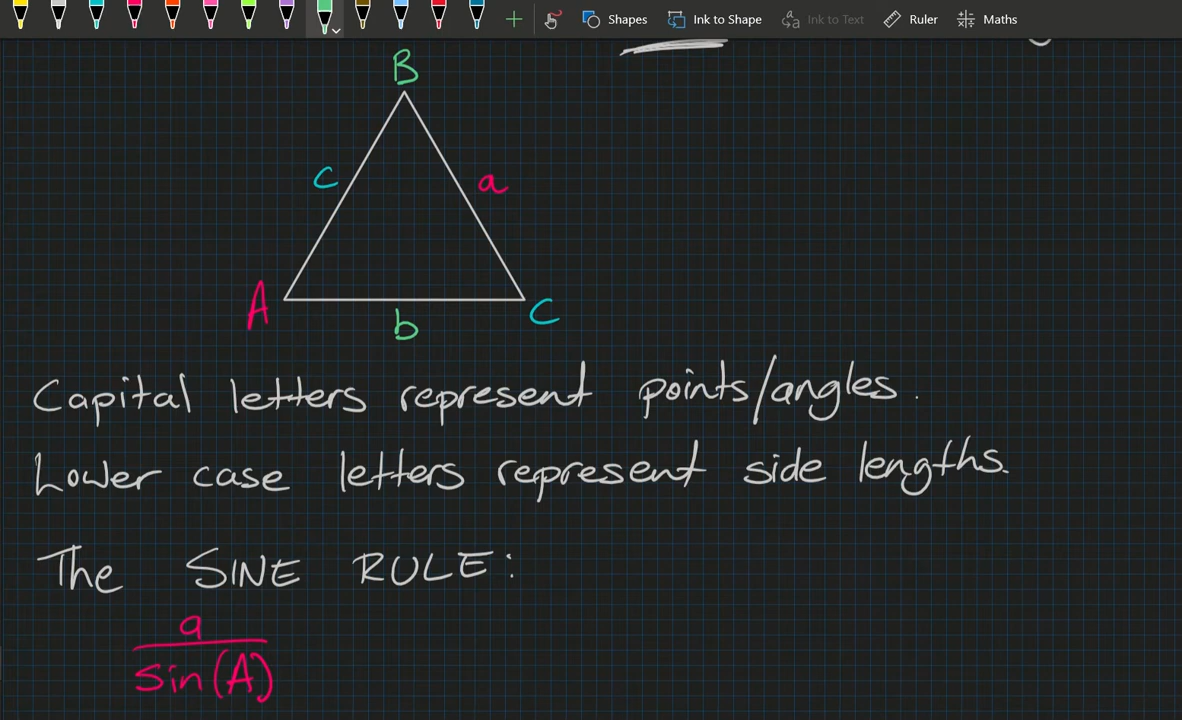 Shapes Ink to Shape Ink to Text Ruler Maths
B
c a
A C
b
Capital letters represent points/angles.
Lower case letters represent side lengths.
The SINE RULE:
a
sin(A)